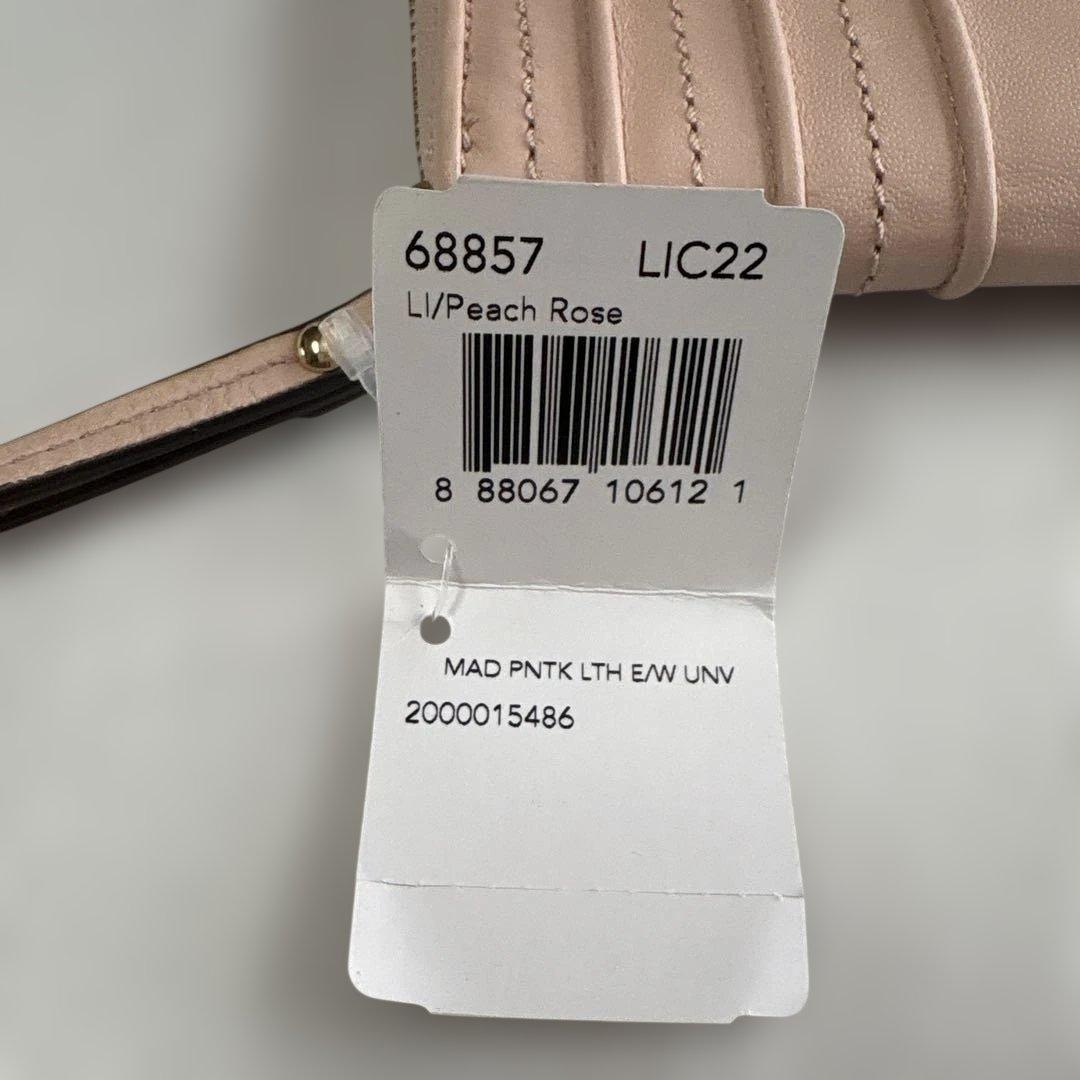 68857 LIC22
LI/Peach Rose
8 88067 10612 1
MAD PNTK LTH E/W UNV
2000015486